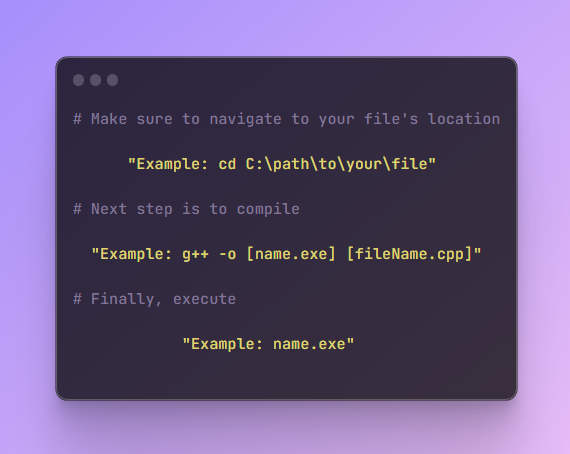 # Make sure to navigate to your file's location
"Example: cd C:\path\to\your\file"
# Next step is to compile
"Example: g++ -o [name.exe] [fileName.cpp]"
# Finally, execute
"Example: name.exe"